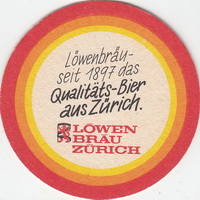 Löwenbräu-
seit 1897 das
Qualitäts-Bier
aus Zürich.
LÖWEN
BRÄU
ZÜRICH